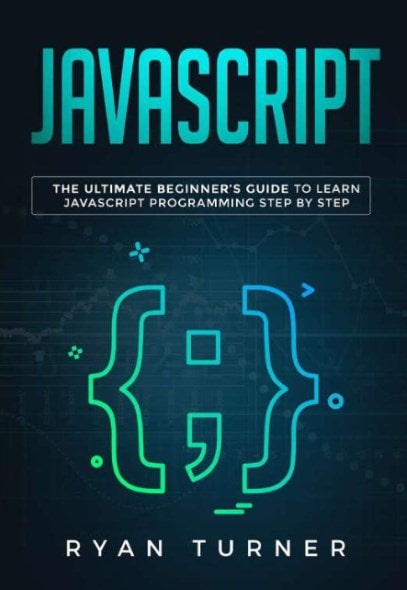 JAVASCRIPT
THE ULTIMATE BEGINNER'S GUIDE TO LEARN
JAVASCRIPT PROGRAMMING STEP BY STEP
{;}
RYAN TURNER